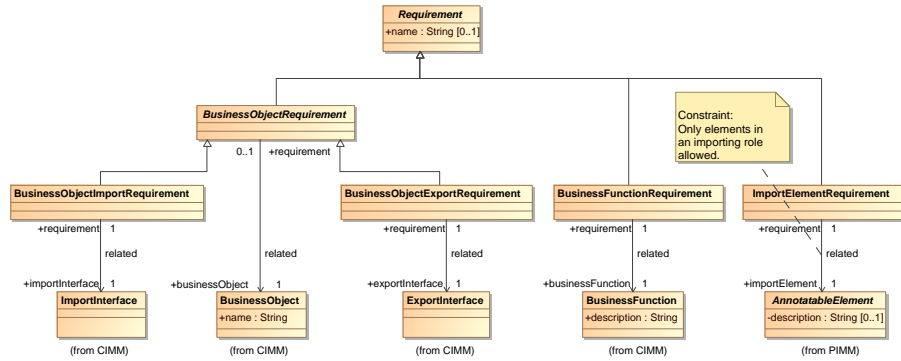 Requirement
+name : String [0..1]
BusinessObjectRequirement
Constraint:
Only elements in
an importing role
allowed.
0..1 +requirement
BusinessObjectImportRequirement
BusinessObjectExportRequirement
BusinessFunctionRequirement
ImportElementRequirement
+requirement 1
+requirement 1
+requirement 1
+requirement 1
related
related
related
related
related
+importInterface 1
+businessObject 1
+exportInterface 1
+businessFunction 1
+importElement 1
ImportInterface
BusinessObject
+name : String
ExportInterface
BusinessFunction
+description : String
AnnotatableElement
-description : String [0..1]
(from CIMM)
(from CIMM)
(from CIMM)
(from CIMM)
(from PIMM)